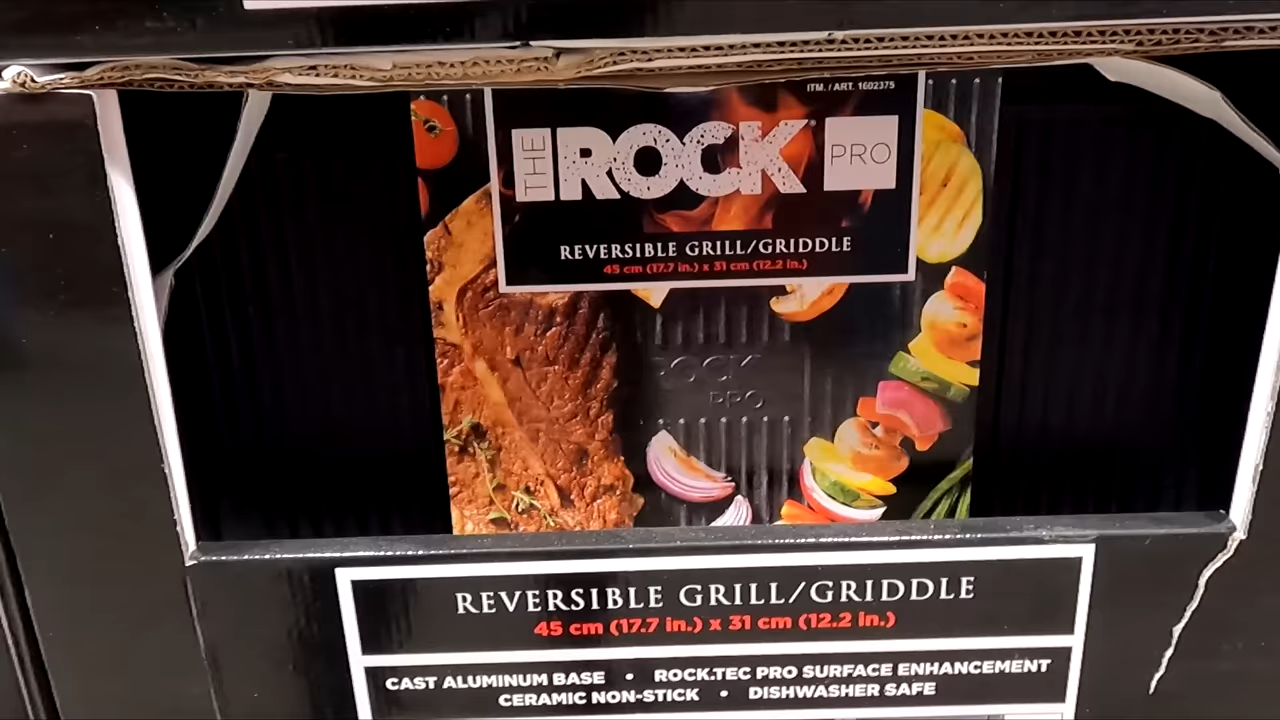 ITM. / ART. 1602375
THE ROCK® PRO
REVERSIBLE GRILL/GRIDDLE
45 cm (17.7 in.) x 31 cm (12.2 in.)
ROCK
PRO
REVERSIBLE GRILL/GRIDDLE
45 cm (17.7 in.) x 31 cm (12.2 in.)
CAST ALUMINUM BASE • ROCK.TEC PRO SURFACE ENHANCEMENT
CERAMIC NON-STICK • DISHWASHER SAFE